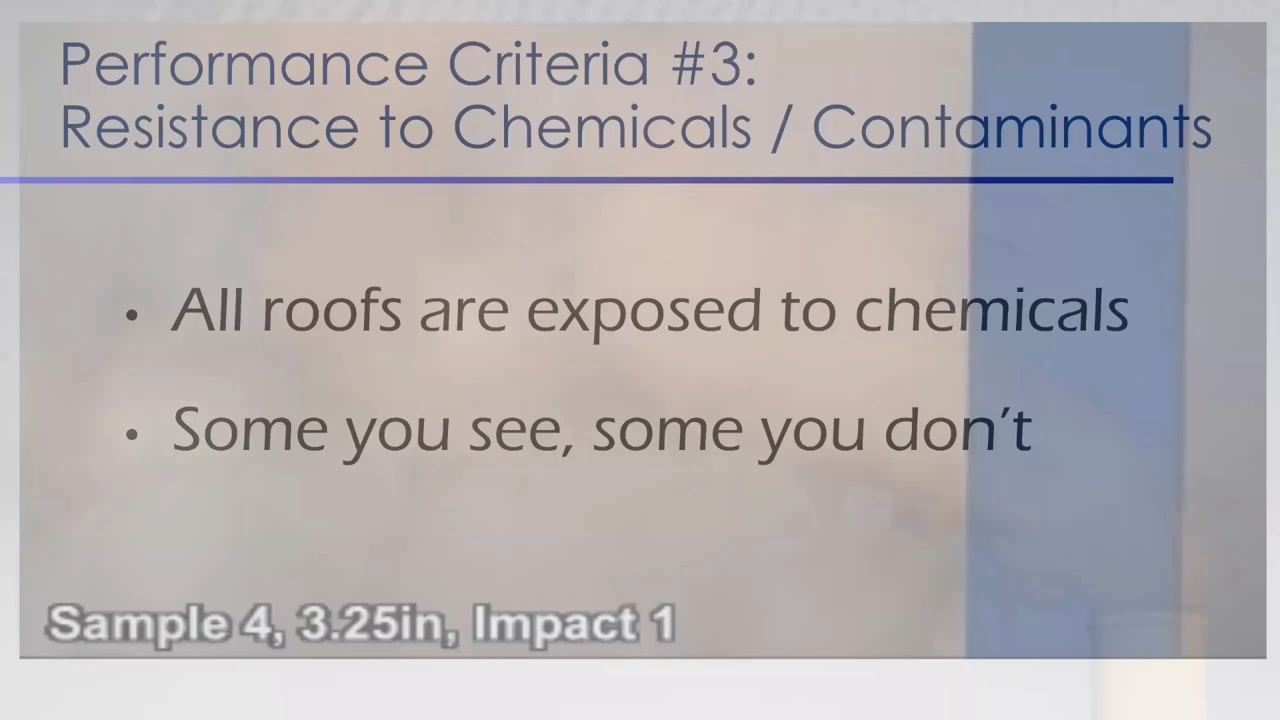 Performance Criteria #3:
Resistance to Chemicals / Contaminants
• All roofs are exposed to chemicals
• Some you see, some you don’t
Sample 4, 3.25in, Impact 1